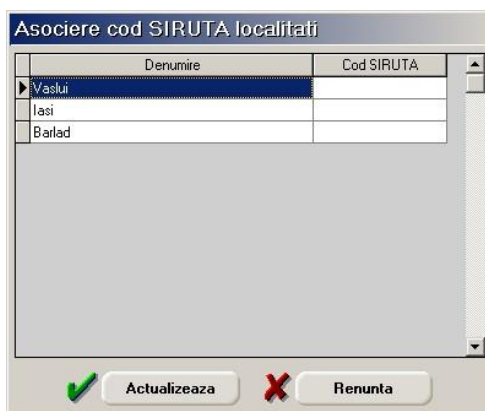 Asociere cod SIRUTA localitati
Denumire Cod SIRUTA
Vaslui
Iasi
Barlad
Actualizeaza Renunta